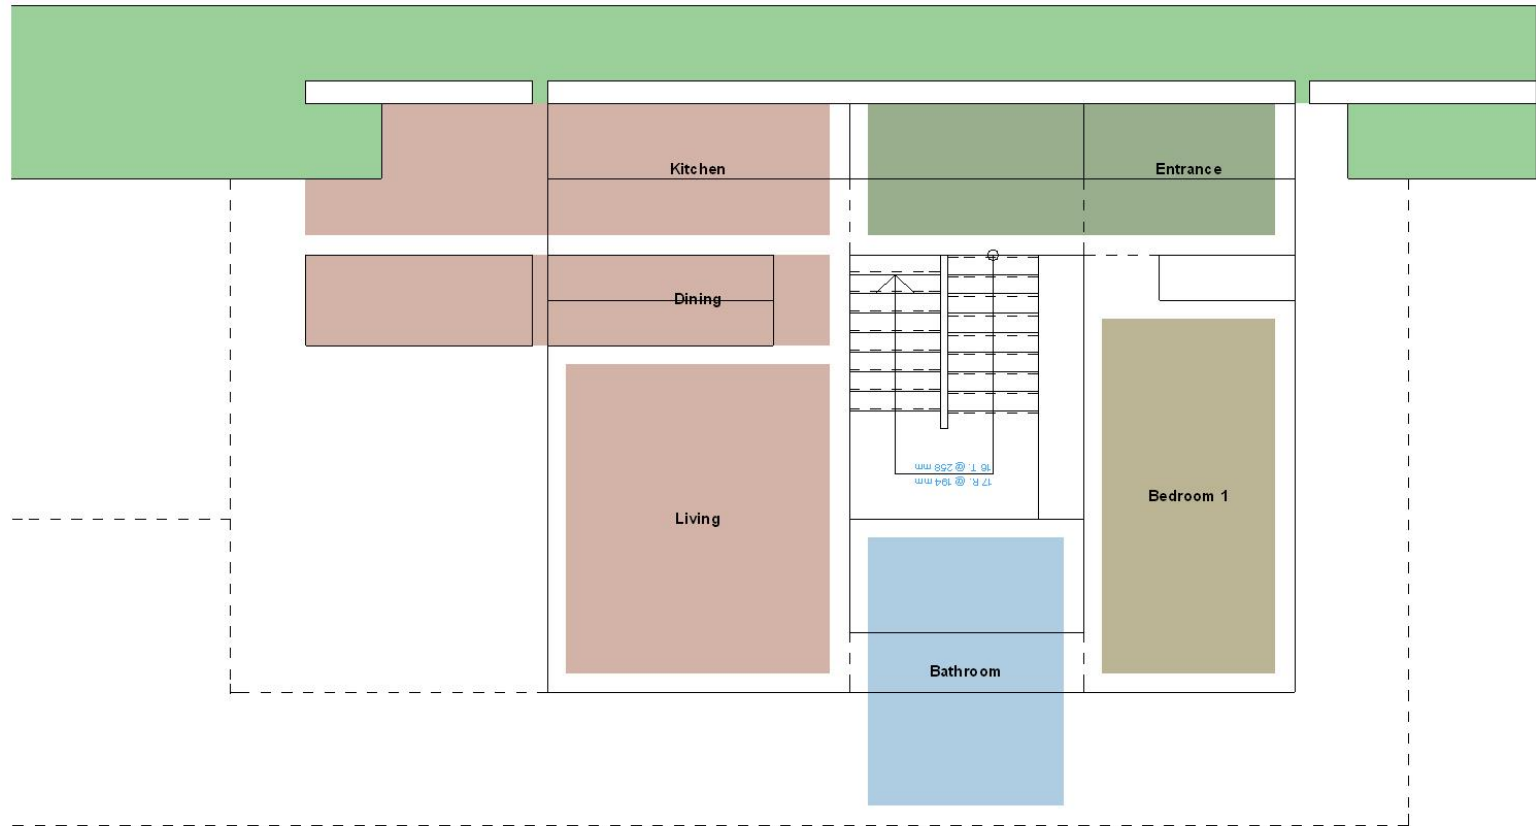 Kitchen
Entrance
Dining
17 R. @ 194 mm
16 T. @ 258 mm
Bedroom 1
Living
Bathroom